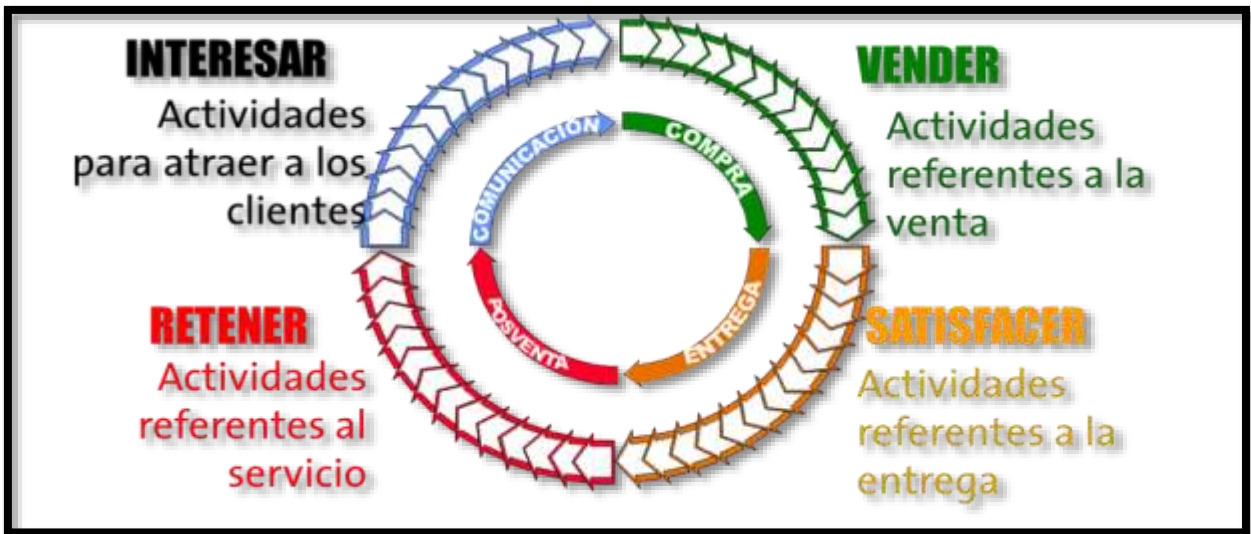 INTERESAR
Actividades
para atraer a los
clientes
VENDER
Actividades
referentes a la
venta
COMUNICACIÓN
COMPRA
POSVENTA
ENTREGA
RETENER
Actividades
referentes al
servicio
SATISFACER
Actividades
referentes a la
entrega